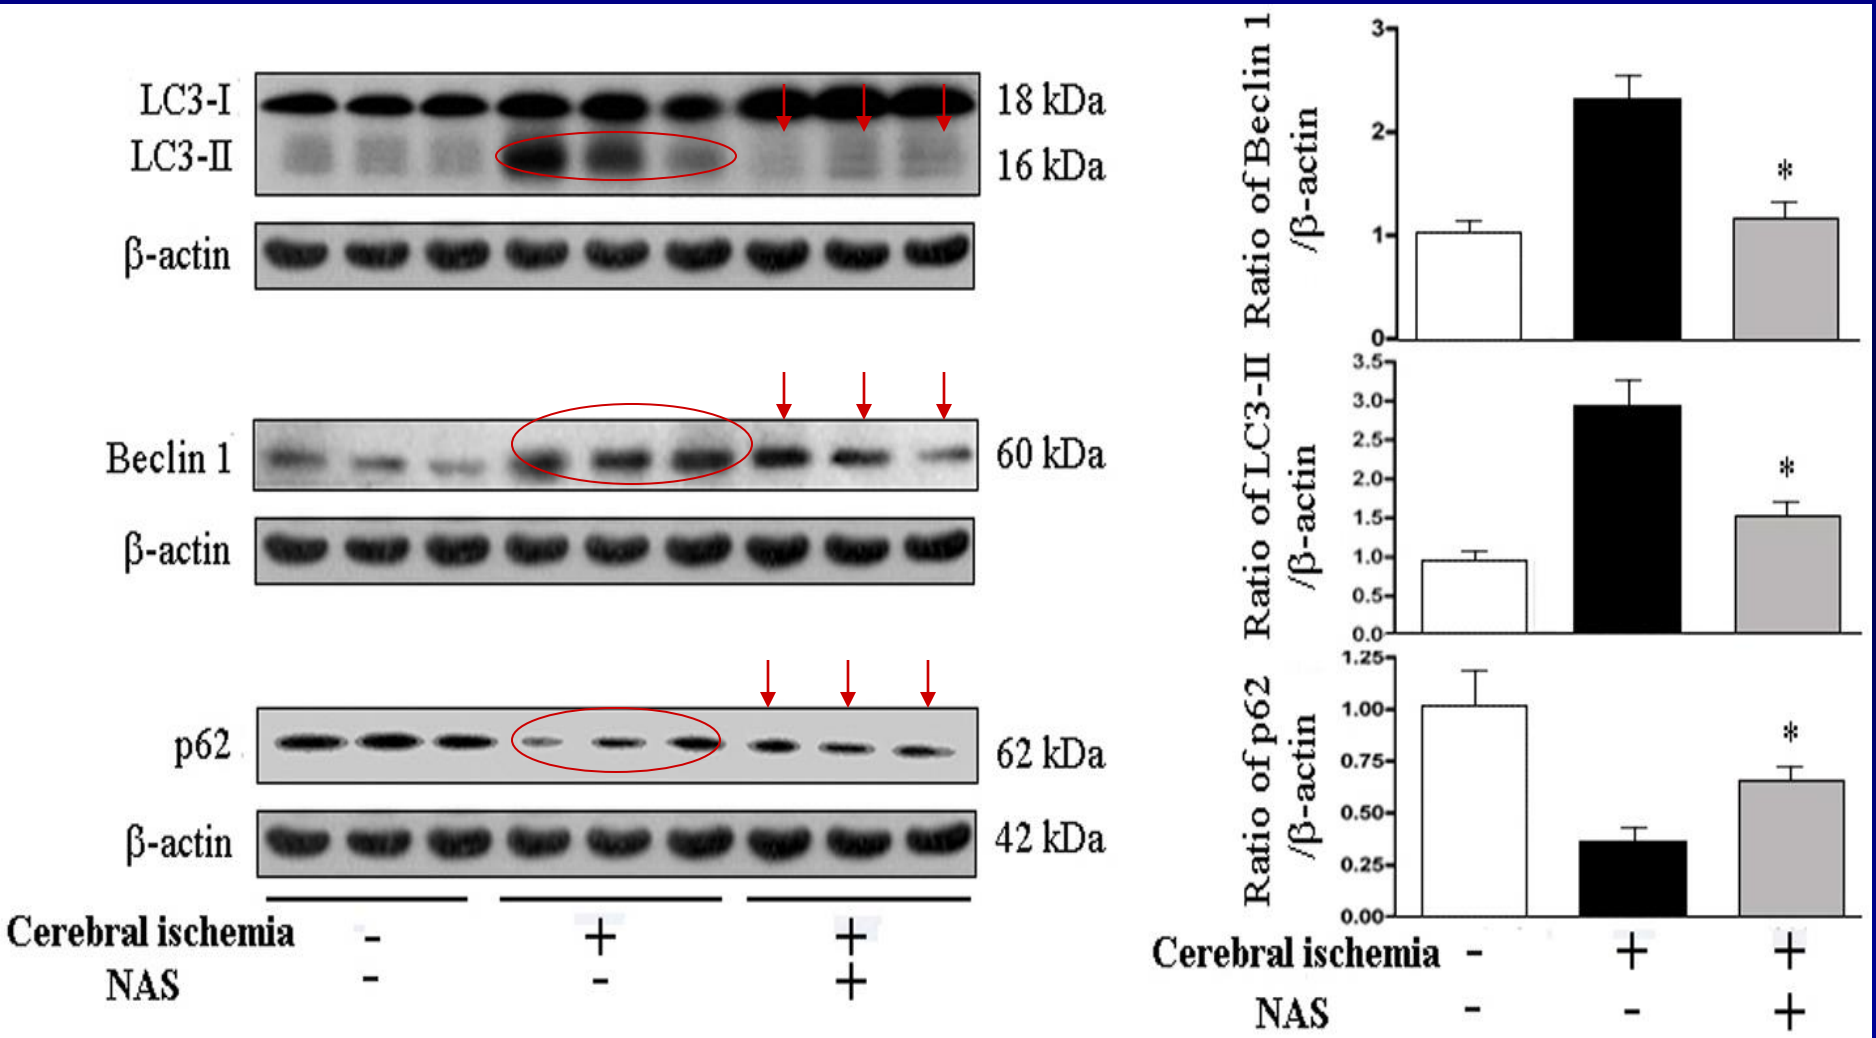 LC3-I
18 kDa
LC3-II
16 kDa
β-actin
Beclin 1
60 kDa
β-actin
p62
62 kDa
β-actin
42 kDa
Cerebral ischemia - + +
NAS - - +
Ratio of Beclin 1
/β-actin
3
2
1
0
*
Ratio of LC3-II
/β-actin
3.5
3.0
2.5
2.0
1.5
1.0
0.5
0.0
*
Ratio of p62
/β-actin
1.25
1.00
0.75
0.50
0.25
0.00
*
Cerebral ischemia - + +
NAS - - +